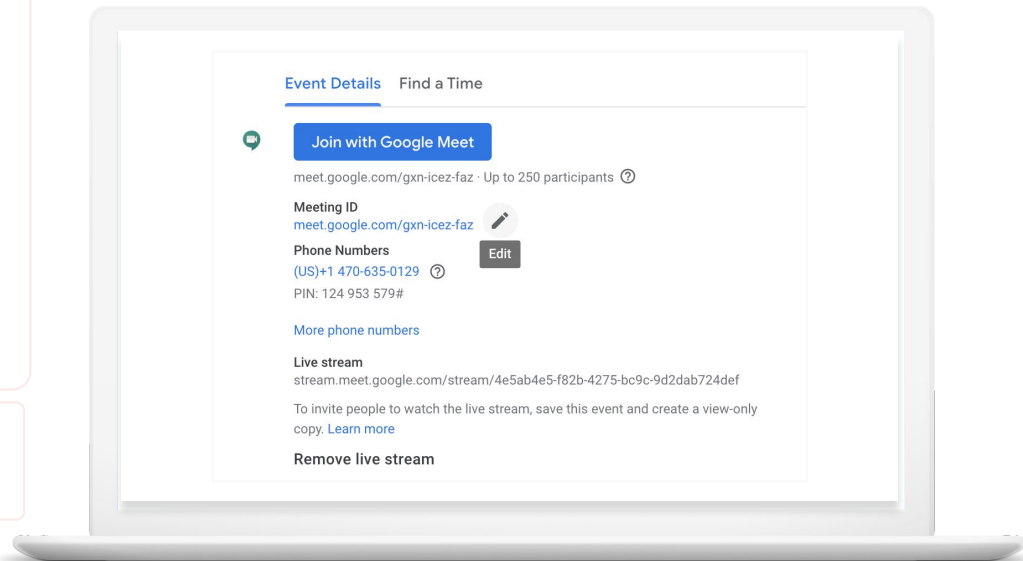 Event Details Find a Time
Join with Google Meet
meet.google.com/gxn-icez-faz · Up to 250 participants
Meeting ID
meet.google.com/gxn-icez-faz
Edit
Phone Numbers
(US)+1 470-635-0129
PIN: 124 953 579#
More phone numbers
Live stream
stream.meet.google.com/stream/4e5ab4e5-f82b-4275-bc9c-9d2dab724def
To invite people to watch the live stream, save this event and create a view-only
copy. Learn more
Remove live stream